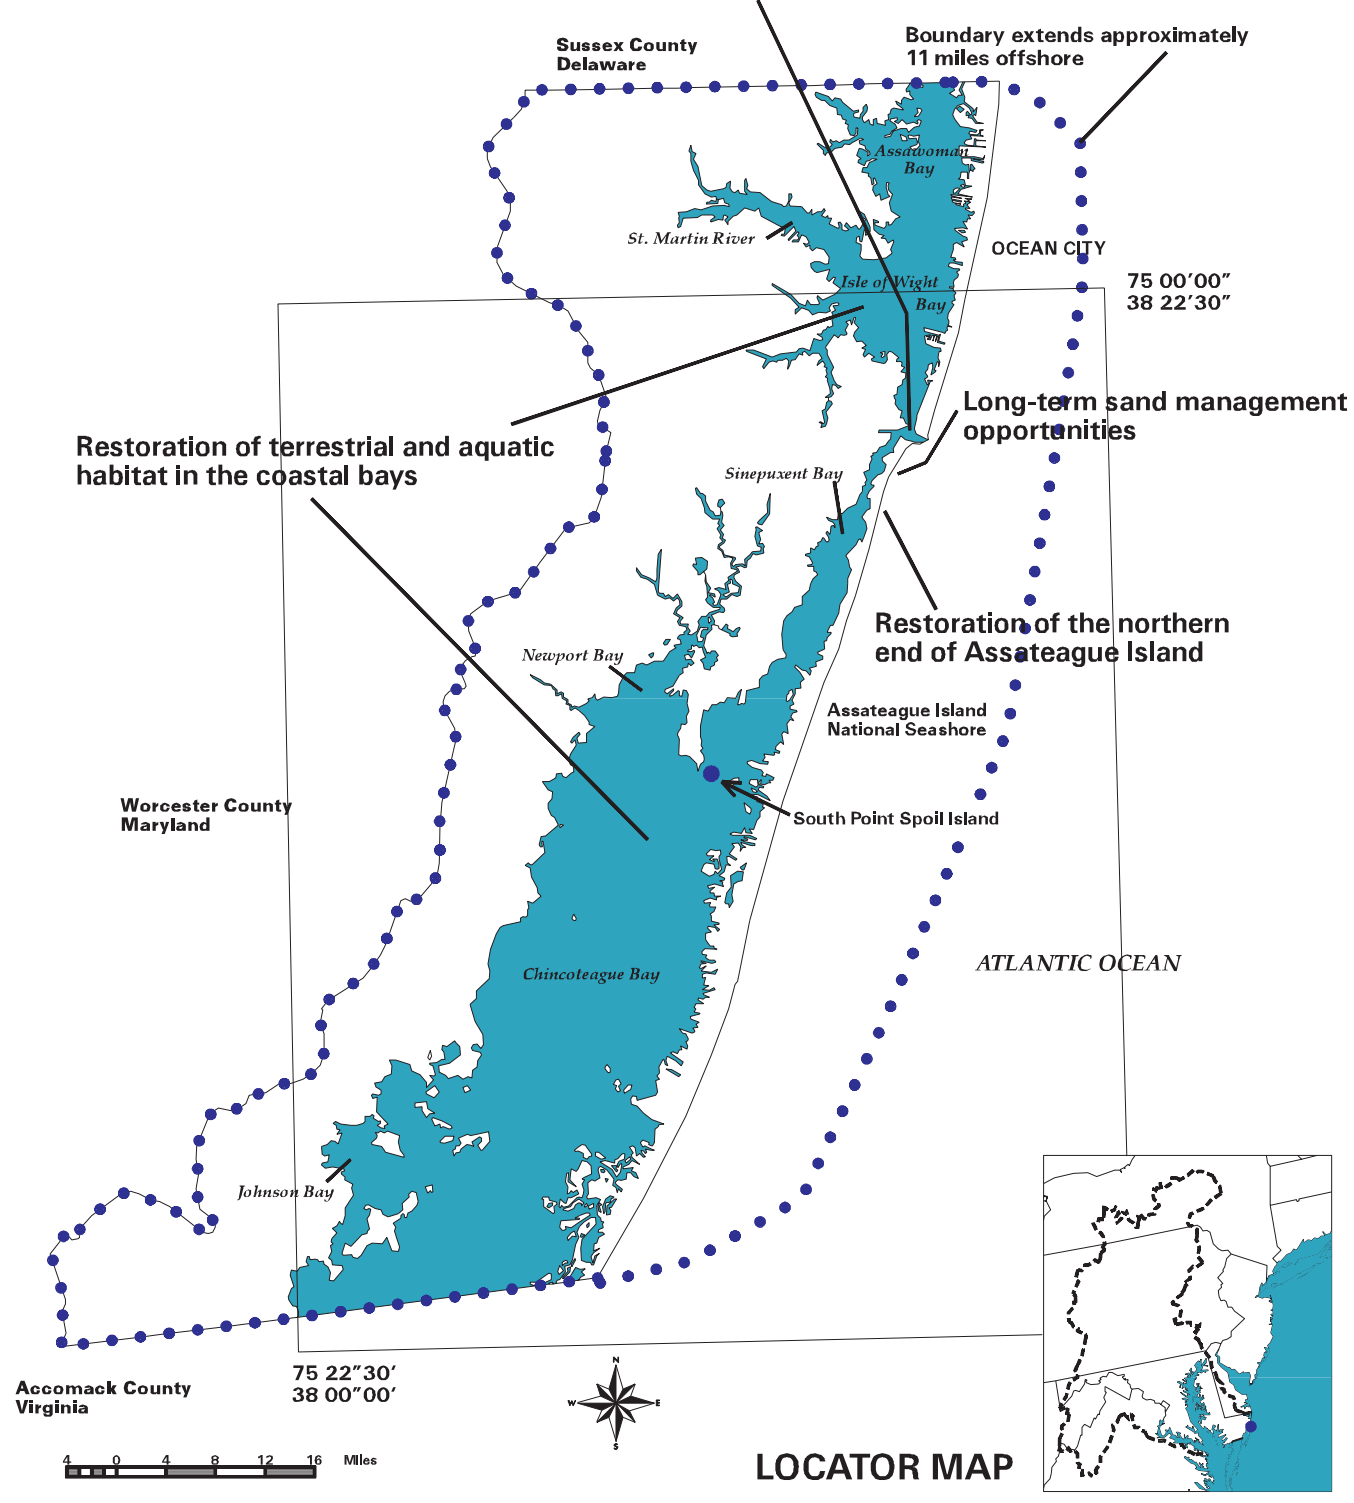 Sussex County
Delaware
Boundary extends approximately
11 miles offshore
Assawoman
Bay
St. Martin River
OCEAN CITY
Isle of Wight
Bay
75 00'00"
38 22'30"
Long-term sand management
opportunities
Restoration of terrestrial and aquatic
habitat in the coastal bays
Sinepuxent Bay
Restoration of the northern
end of Assateague Island
Newport Bay
Assateague Island
National Seashore
Worcester County
Maryland
South Point Spoil Island
Chincoteague Bay
ATLANTIC OCEAN
Johnson Bay
75 22"30'
38 00"00'
Accomack County
Virginia
N
W
E
S
4 0 4 8 12 16 Miles
LOCATOR MAP